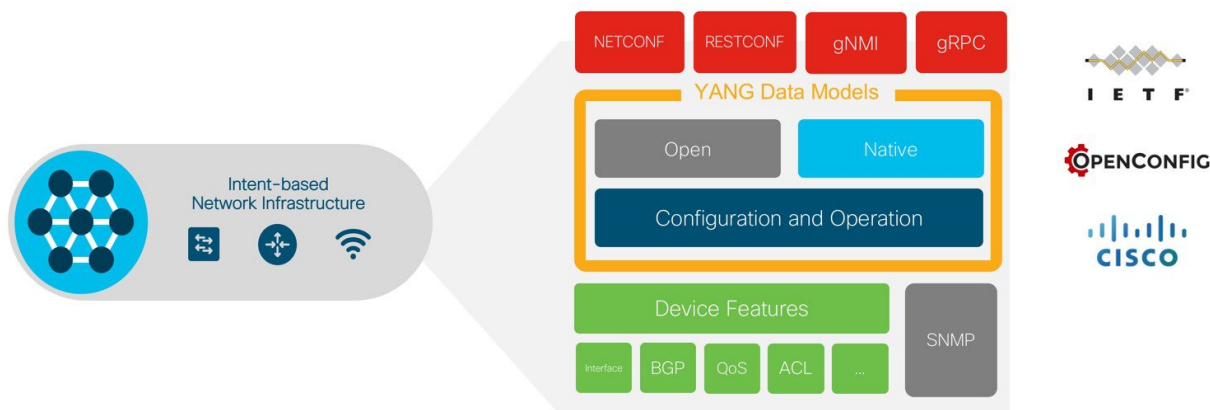 Intent-based
Network Infrastructure
NETCONF
RESTCONF
gNMI
gRPC
YANG Data Models
Open
Native
Configuration and Operation
Device Features
Interface
BGP
QoS
ACL
...
SNMP
I E T F®
OPENCONFIG
CISCO